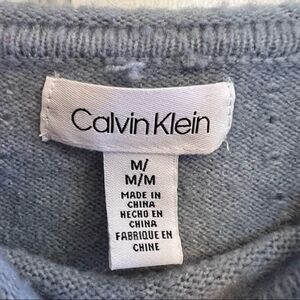 Calvin Klein
M/
M/M
MADE IN
CHINA
HECHO EN
CHINA
FABRIQUE EN
CHINE